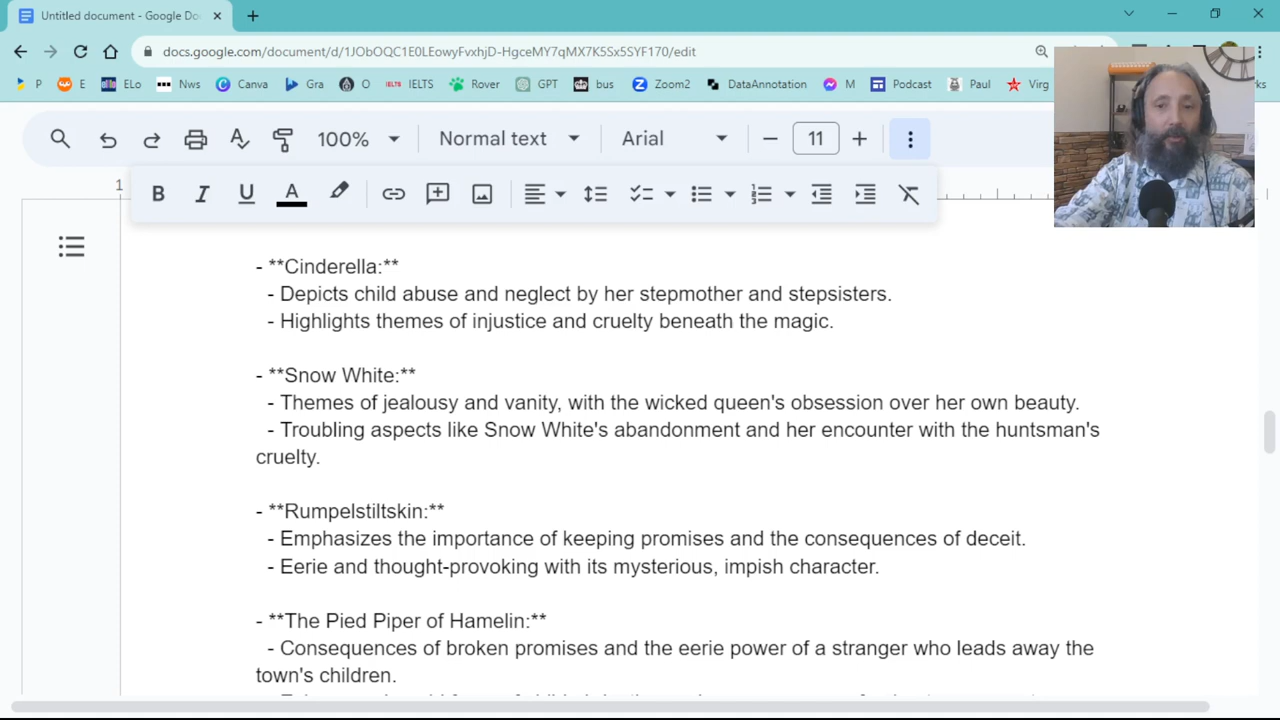 Untitled document - Google Do
docs.google.com/document/d/1JObOQC1E0LEowyFvxhjD-HgceMY7qMX7K5Sx5SYF170/edit
P E ELo Nws Canva Gra O IELTS IELTS Rover GPT bus Zoom2 DataAnnotation M Podcast Paul Virg rks
100% Normal text Arial 11
B I U A
1
- **Cinderella:**
- Depicts child abuse and neglect by her stepmother and stepsisters.
- Highlights themes of injustice and cruelty beneath the magic.
- **Snow White:**
- Themes of jealousy and vanity, with the wicked queen's obsession over her own beauty.
- Troubling aspects like Snow White's abandonment and her encounter with the huntsman's
cruelty.
- **Rumpelstiltskin:**
- Emphasizes the importance of keeping promises and the consequences of deceit.
- Eerie and thought-provoking with its mysterious, impish character.
- **The Pied Piper of Hamelin:**
- Consequences of broken promises and the eerie power of a stranger who leads away the
town's children.